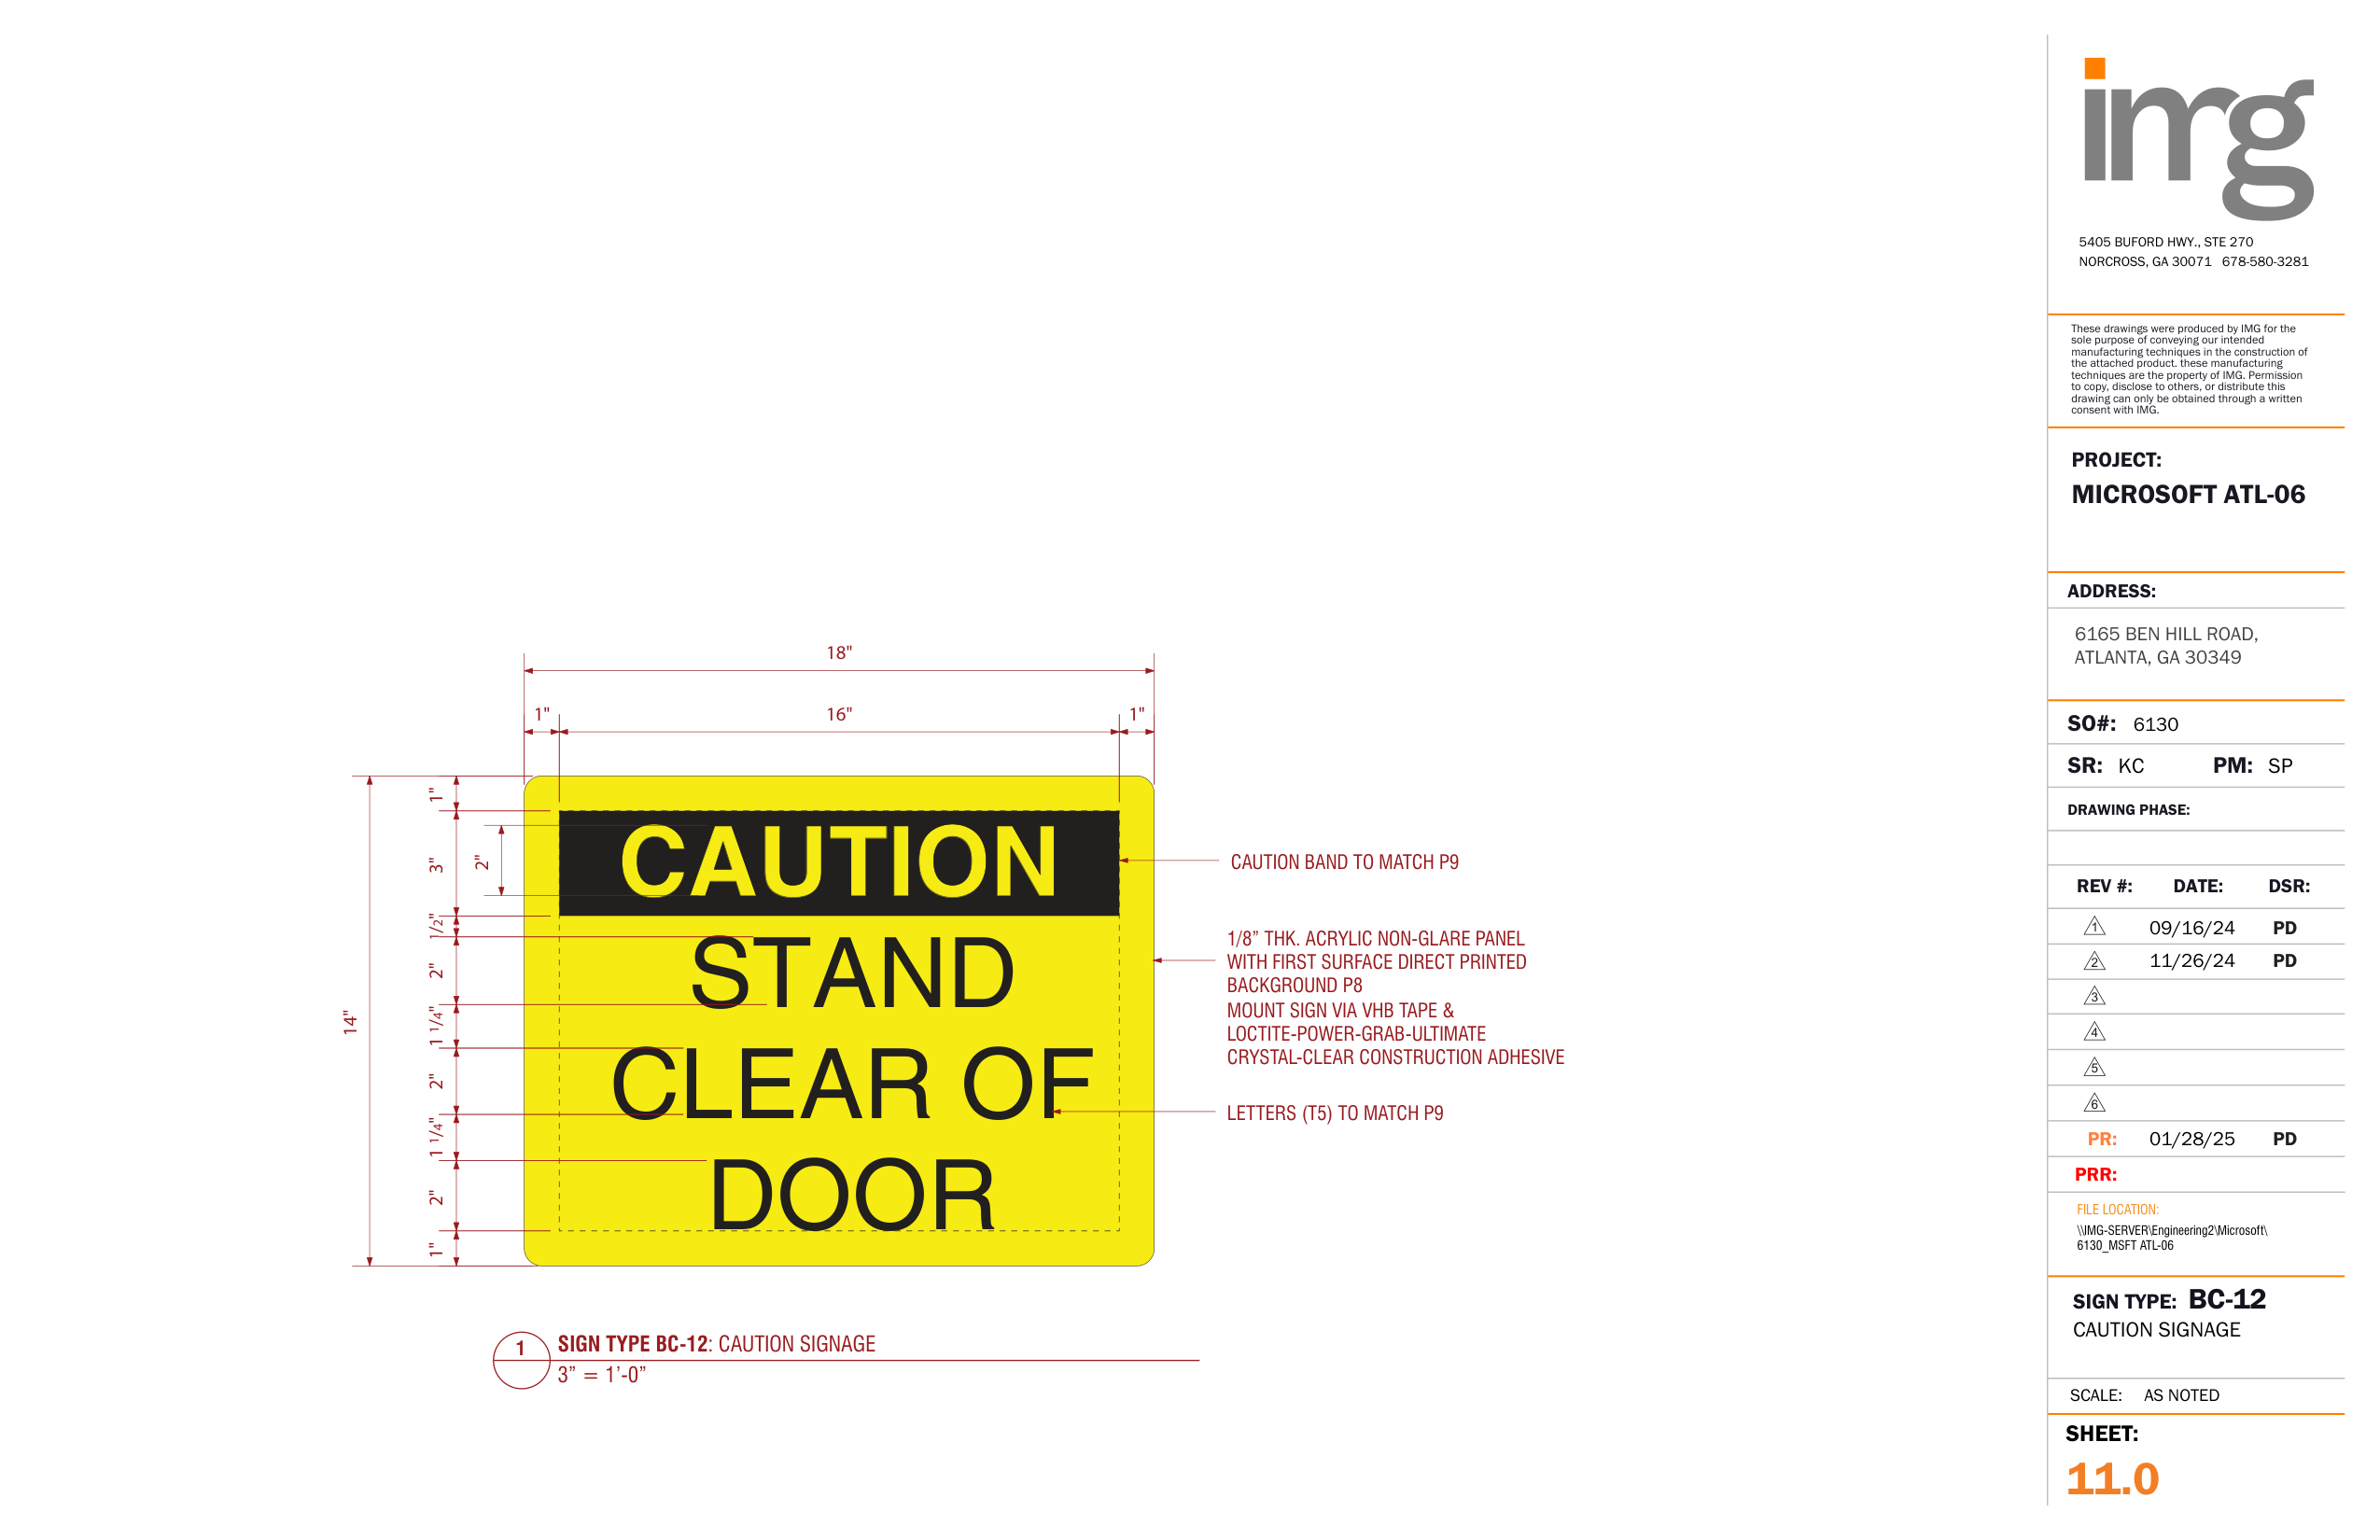 18"
1"
16"
1"
14"
1"
3"
2"
1/2"
2"
1 1/4"
2"
1 1/4"
2"
1"
CAUTION
STAND
CLEAR OF
DOOR
CAUTION BAND TO MATCH P9
1/8” THK. ACRYLIC NON-GLARE PANEL
WITH FIRST SURFACE DIRECT PRINTED
BACKGROUND P8
MOUNT SIGN VIA VHB TAPE &
LOCTITE-POWER-GRAB-ULTIMATE
CRYSTAL-CLEAR CONSTRUCTION ADHESIVE
LETTERS (T5) TO MATCH P9
1
SIGN TYPE BC-12: CAUTION SIGNAGE
3” = 1’-0”
img
5405 BUFORD HWY., STE 270
NORCROSS, GA 30071 678-580-3281
These drawings were produced by IMG for the
sole purpose of conveying our intended
manufacturing techniques in the construction of
the attached product. these manufacturing
techniques are the property of IMG. Permission
to copy, disclose to others, or distribute this
drawing can only be obtained through a written
consent with IMG.
PROJECT:
MICROSOFT ATL-06
ADDRESS:
6165 BEN HILL ROAD,
ATLANTA, GA 30349
SO#: 6130
SR: KC PM: SP
DRAWING PHASE:
REV #: DATE: DSR:
1 09/16/24 PD
2 11/26/24 PD
3
4
5
6
PR: 01/28/25 PD
PRR:
FILE LOCATION:
\\IMG-SERVER\Engineering2\Microsoft\
6130_MSFT ATL-06
SIGN TYPE: BC-12
CAUTION SIGNAGE
SCALE: AS NOTED
SHEET:
11.0